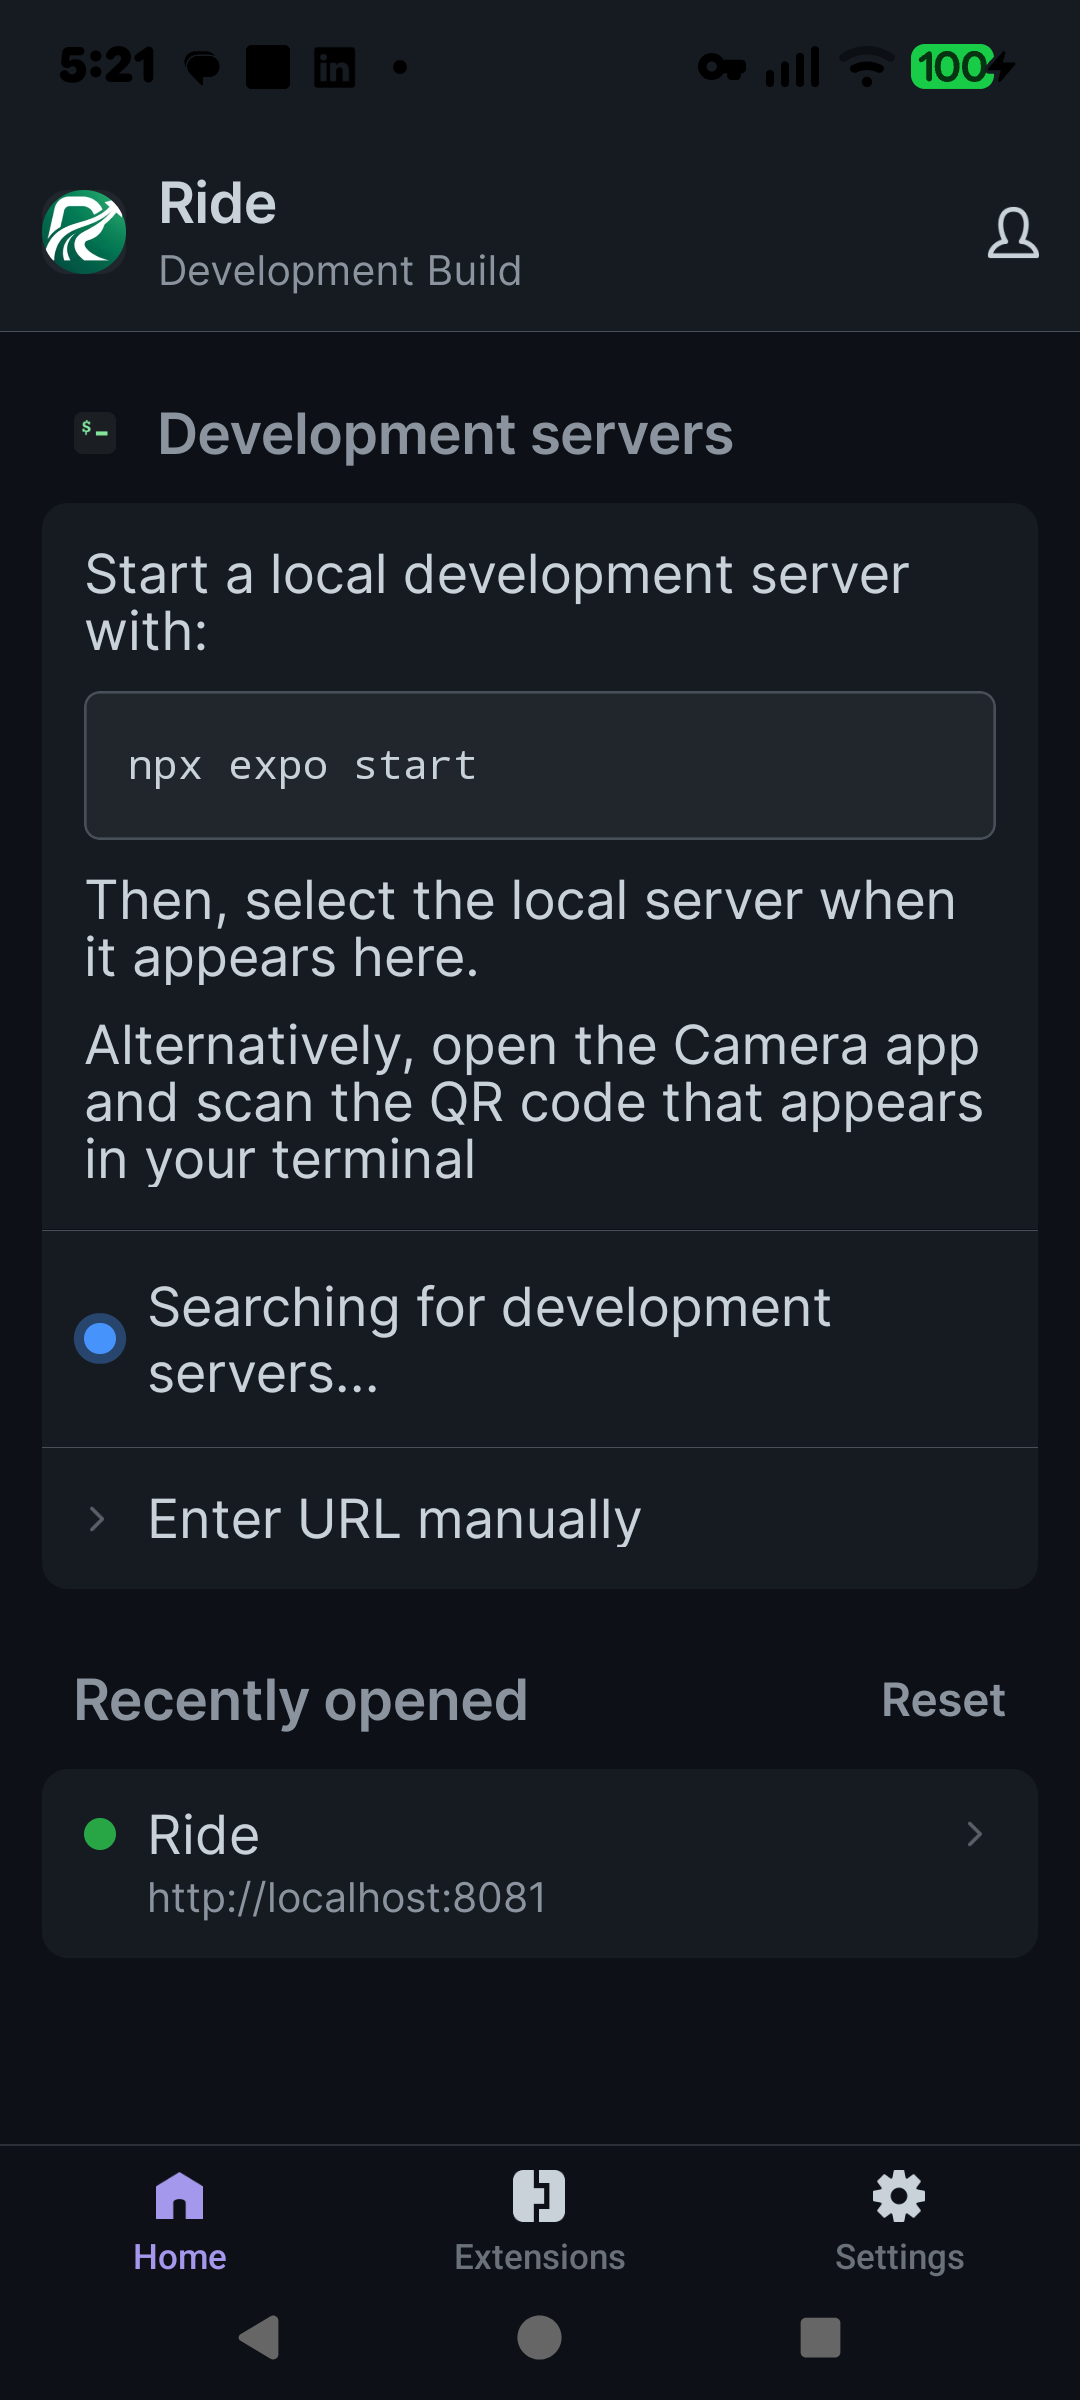 5:21
in
100
Ride
Development Build
$
Development servers
Start a local development server
with:
npx expo start
Then, select the local server when
it appears here.
Alternatively, open the Camera app
and scan the QR code that appears
in your terminal
Searching for development
servers...
Enter URL manually
Recently opened
Reset
Ride
http://localhost:8081
Home
Extensions
Settings